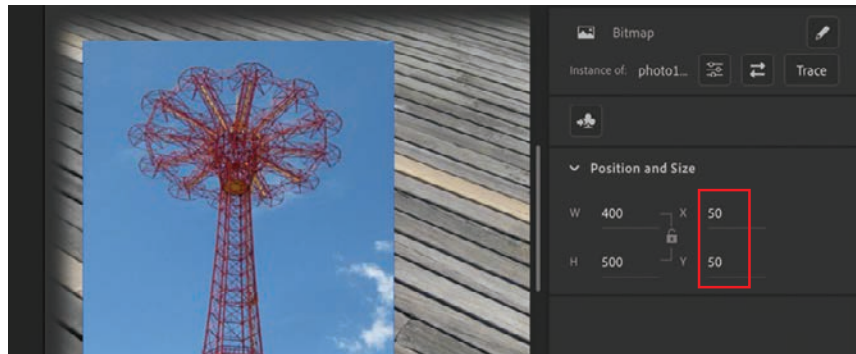 Bitmap
Instance of: photo1... Trace
Position and Size
W 400 X 50
H 500 Y 50